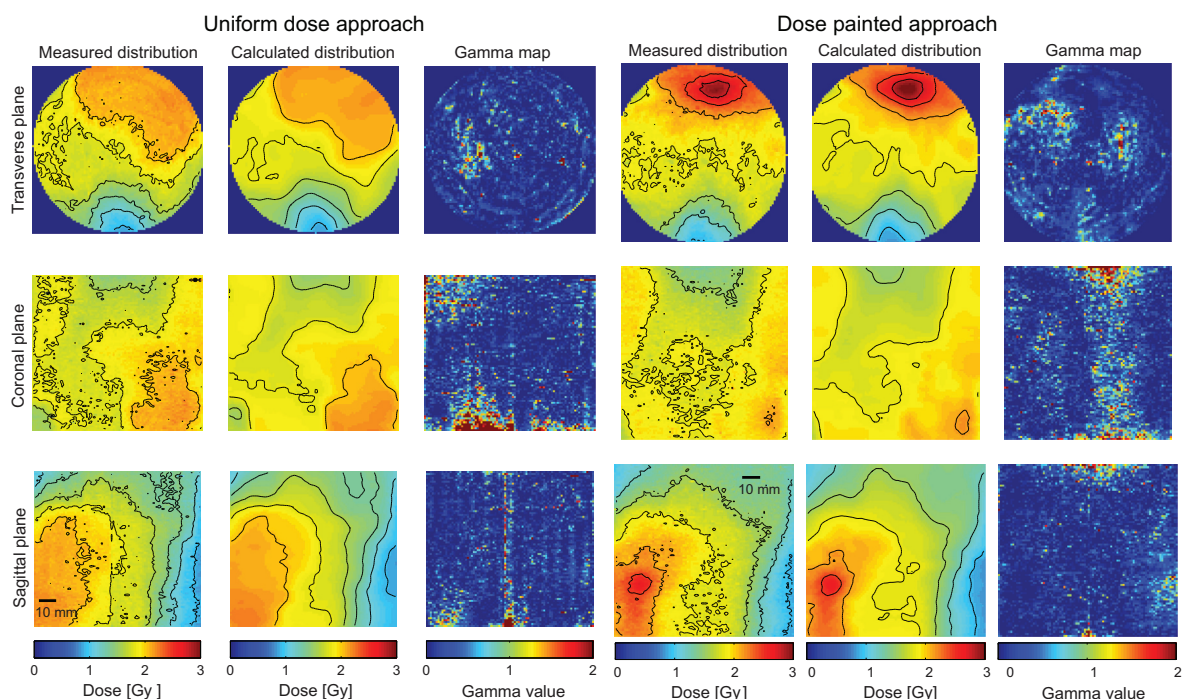 Uniform dose approach Dose painted approach
Measured distribution Calculated distribution Gamma map Measured distribution Calculated distribution Gamma map
Transverse plane
Coronal plane
Sagittal plane
10 mm
10 mm
0 1 2 3 0 1 2 3 0 1 2 0 1 2 3 0 1 2 3 0 1 2
Dose [Gy ] Dose [Gy] Gamma value Dose [Gy] Dose [Gy] Gamma value